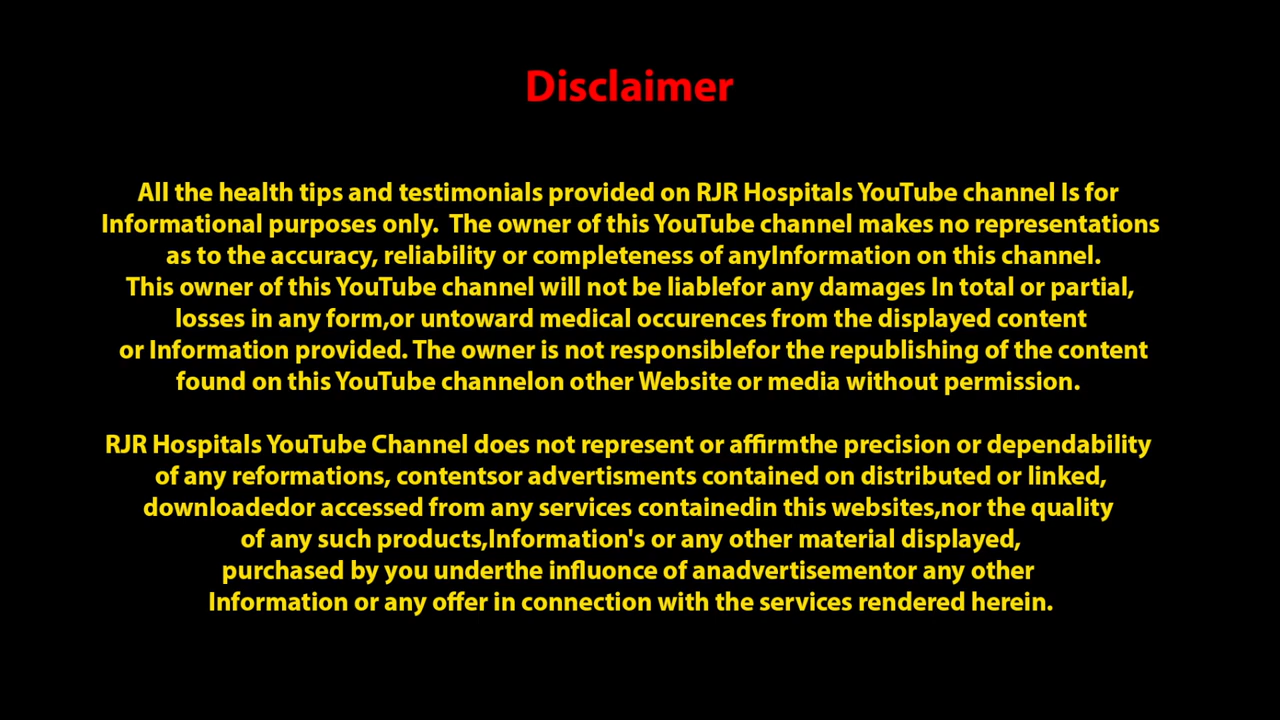 Disclaimer
All the health tips and testimonials provided on RJR Hospitals YouTube channel Is for
Informational purposes only.  The owner of this YouTube channel makes no representations
as to the accuracy, reliability or completeness of anyInformation on this channel.
This owner of this YouTube channel will not be liablefor any damages In total or partial,
losses in any form,or untoward medical occurences from the displayed content
or Information provided. The owner is not responsiblefor the republishing of the content
found on this YouTube channelon other Website or media without permission.
RJR Hospitals YouTube Channel does not represent or affirmthe precision or dependability
of any reformations, contentsor advertisments contained on distributed or linked,
downloadedor accessed from any services containedin this websites,nor the quality
of any such products,Information's or any other material displayed,
purchased by you underthe influonce of anadvertisementor any other
Information or any offer in connection with the services rendered herein.